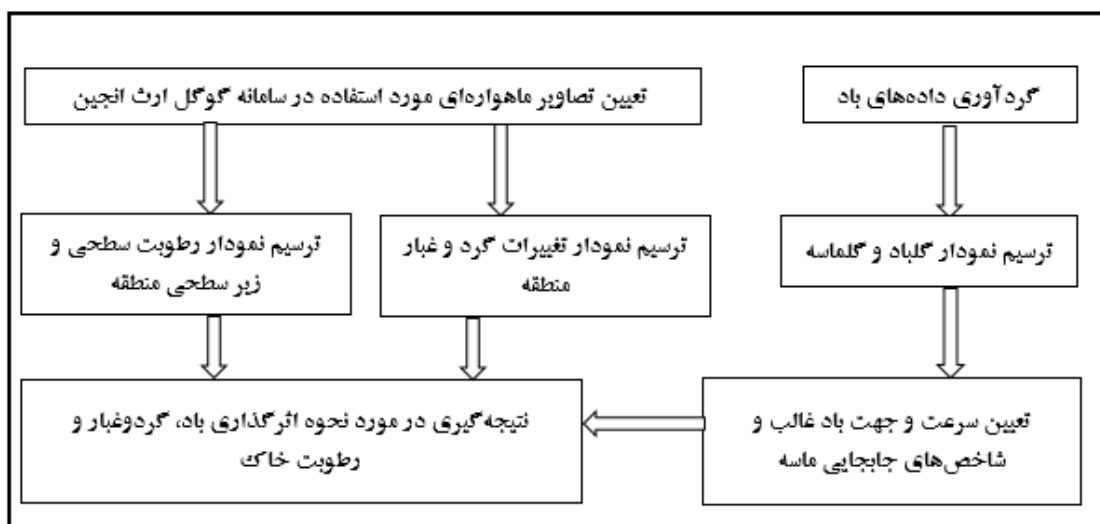 گردآوری داده‌های باد
تعیین تصاویر ماهواره‌ای مورد استفاده در سامانه گوگل ارث انجین
ترسیم نمودار گلباد و گلماسه
ترسیم نمودار تغییرات گرد و غبار
منطقه
ترسیم نمودار رطوبت سطحی و
زیر سطحی منطقه
تعیین سرعت و جهت باد غالب و
شاخص‌های جابجایی ماسه
نتیجه‌گیری در مورد نحوه اثرگذاری باد، گردوغبار و
رطوبت خاک